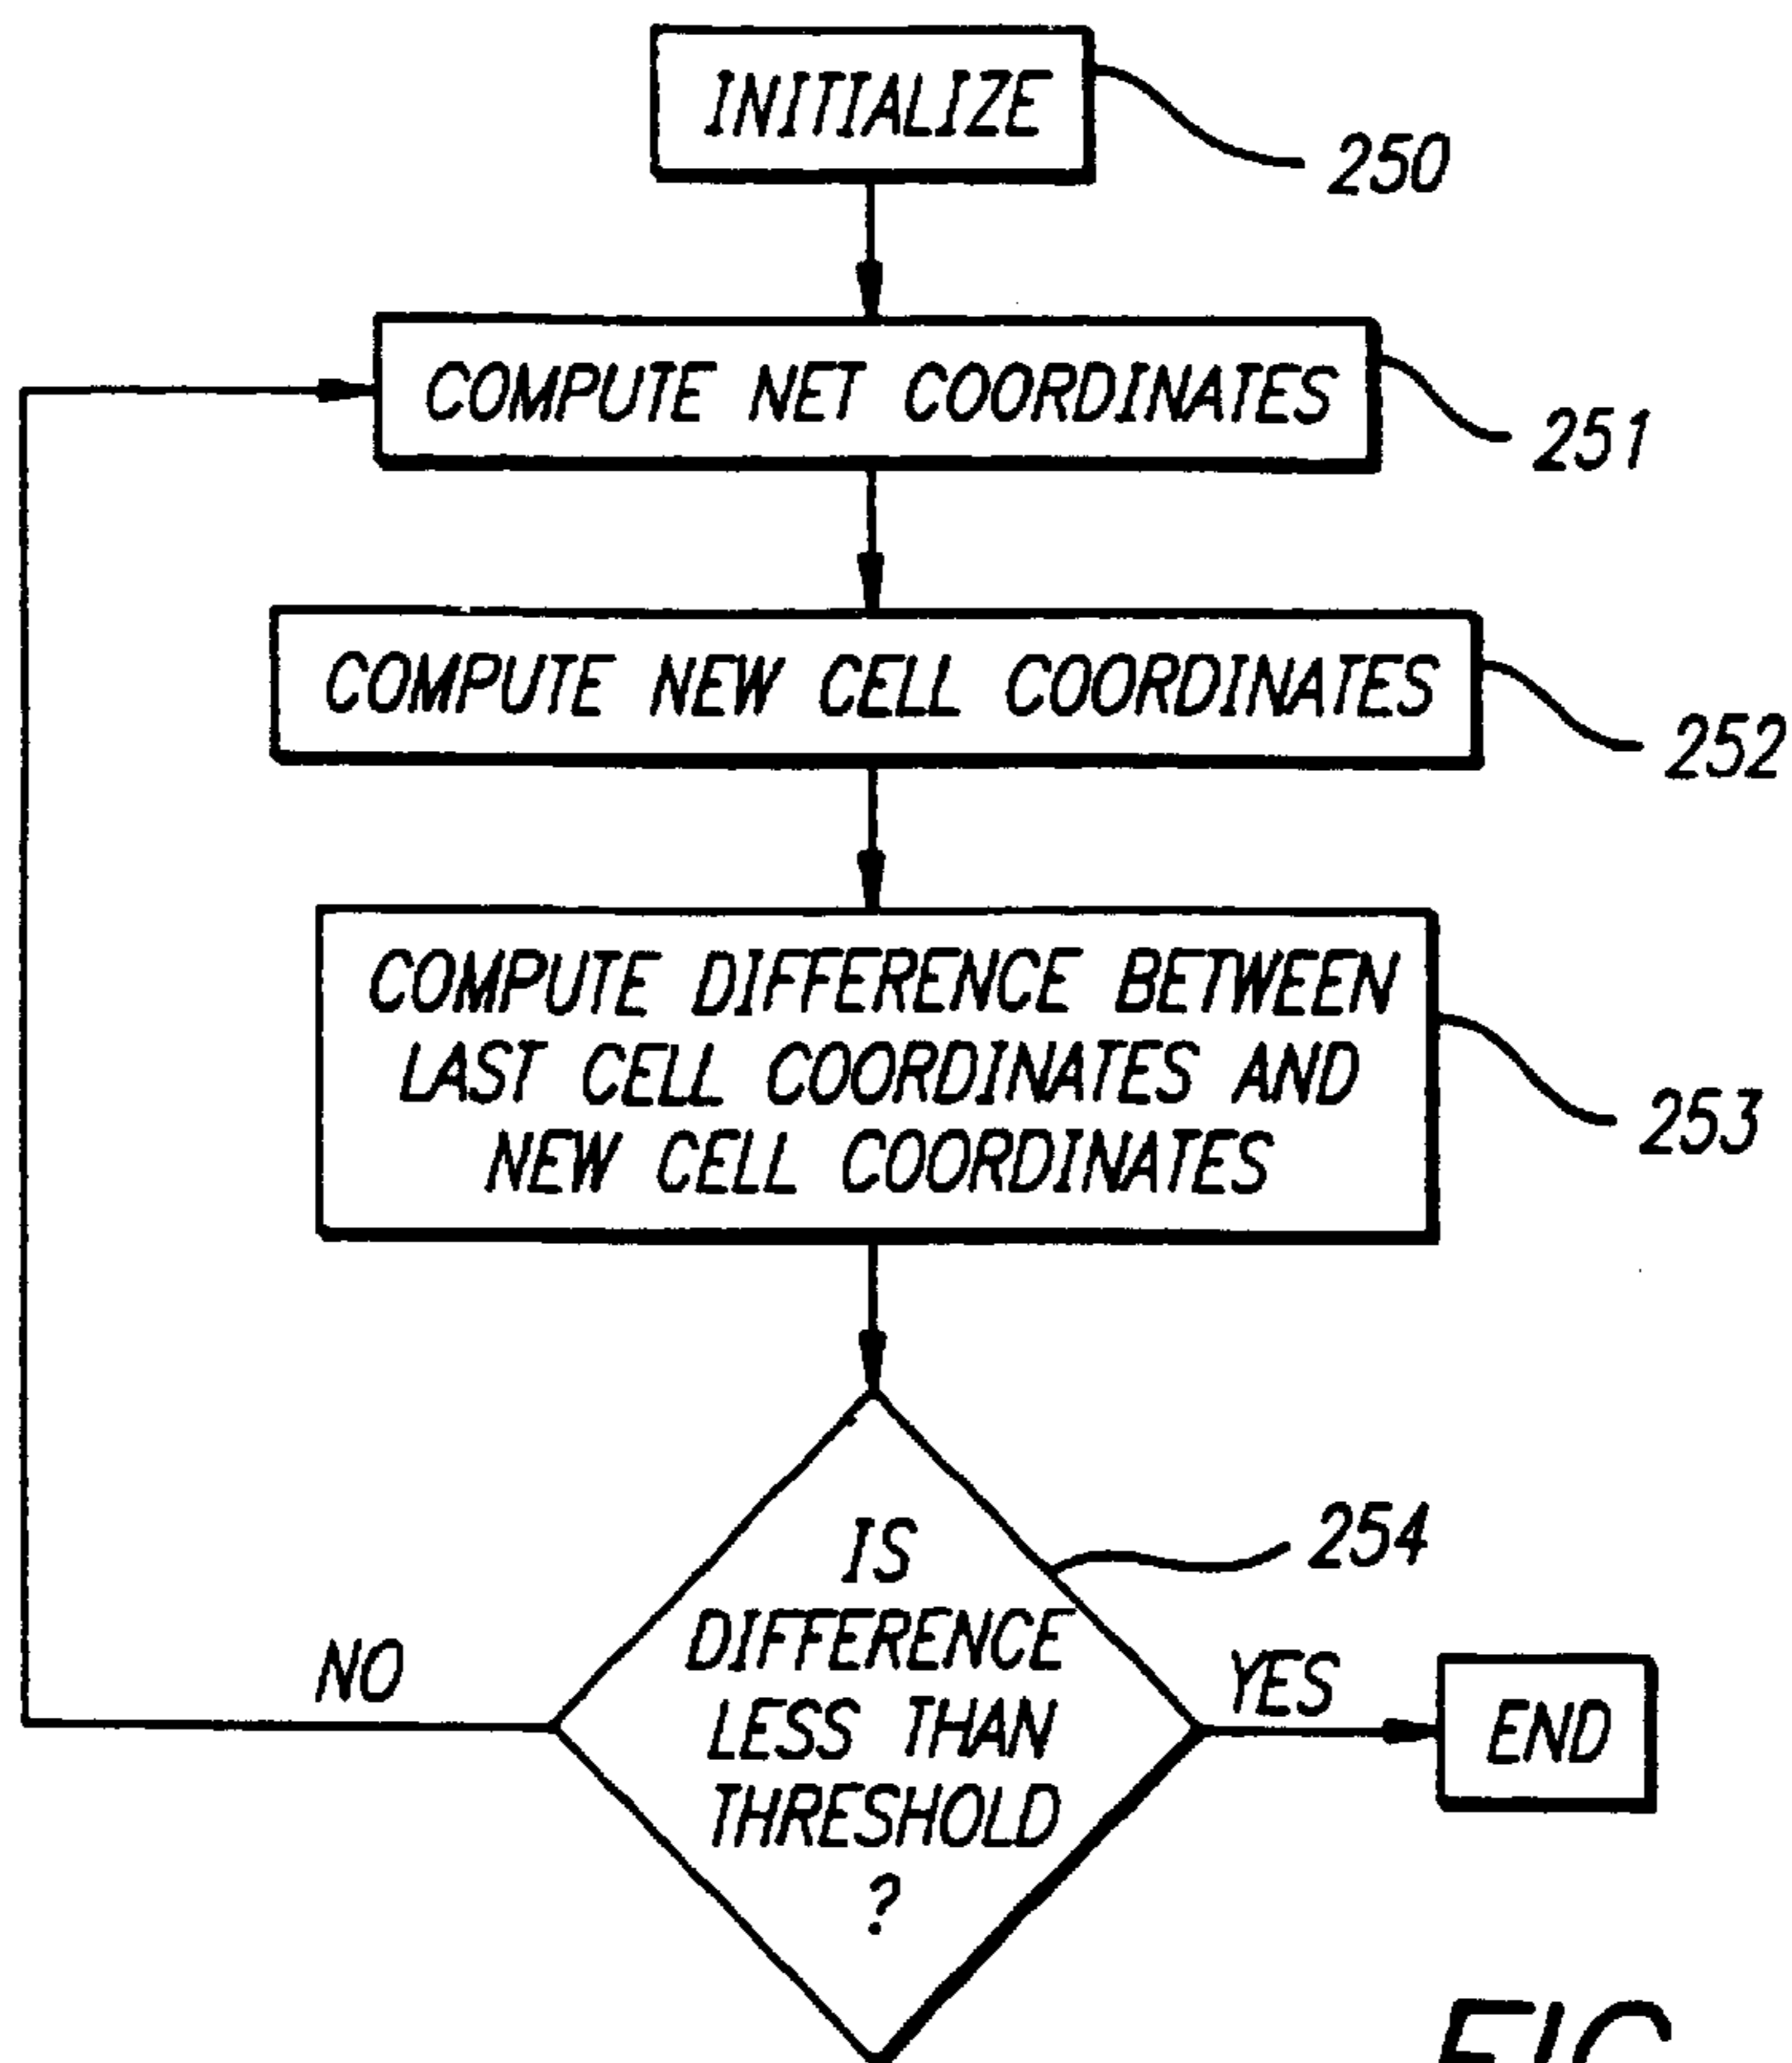 INITIALIZE
250
COMPUTE NET COORDINATES
251
COMPUTE NEW CELL COORDINATES
252
COMPUTE DIFFERENCE BETWEEN
LAST CELL COORDINATES AND
NEW CELL COORDINATES
253
IS
DIFFERENCE
LESS THAN
THRESHOLD
?
254
NO
YES
END
FIG